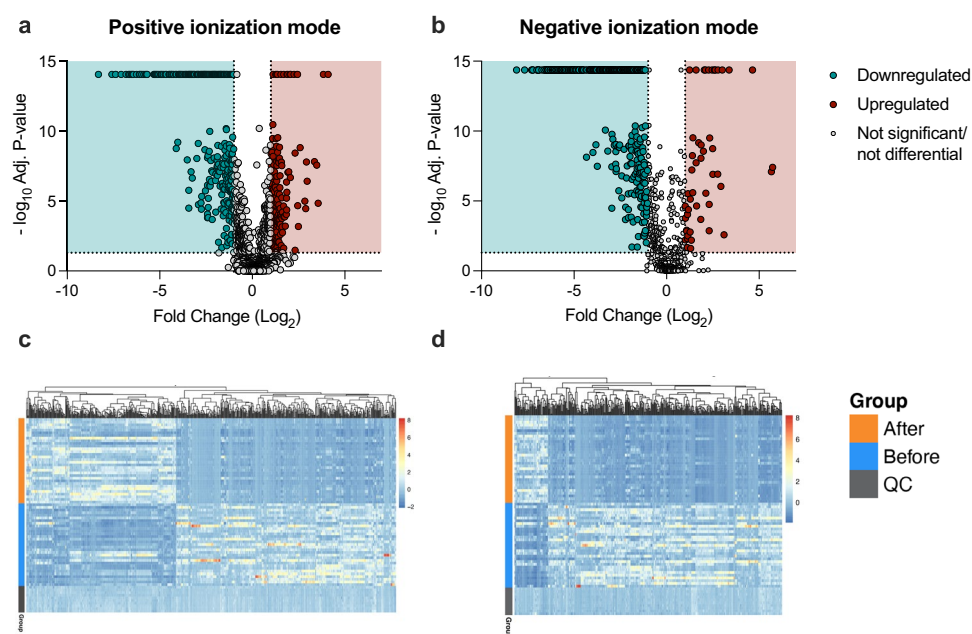 a
Positive ionization mode
b
Negative ionization mode
15
10
5
0
- log10 Adj. P-value
-10
-5
0
5
Fold Change (Log2)
15
10
5
0
- log10 Adj. P-value
-10
-5
0
5
Fold Change (Log2)
Downregulated
Upregulated
Not significant/
not differential
c
8
6
4
2
0
−2
Group
d
8
6
4
2
0
Group
Group
After
Before
QC